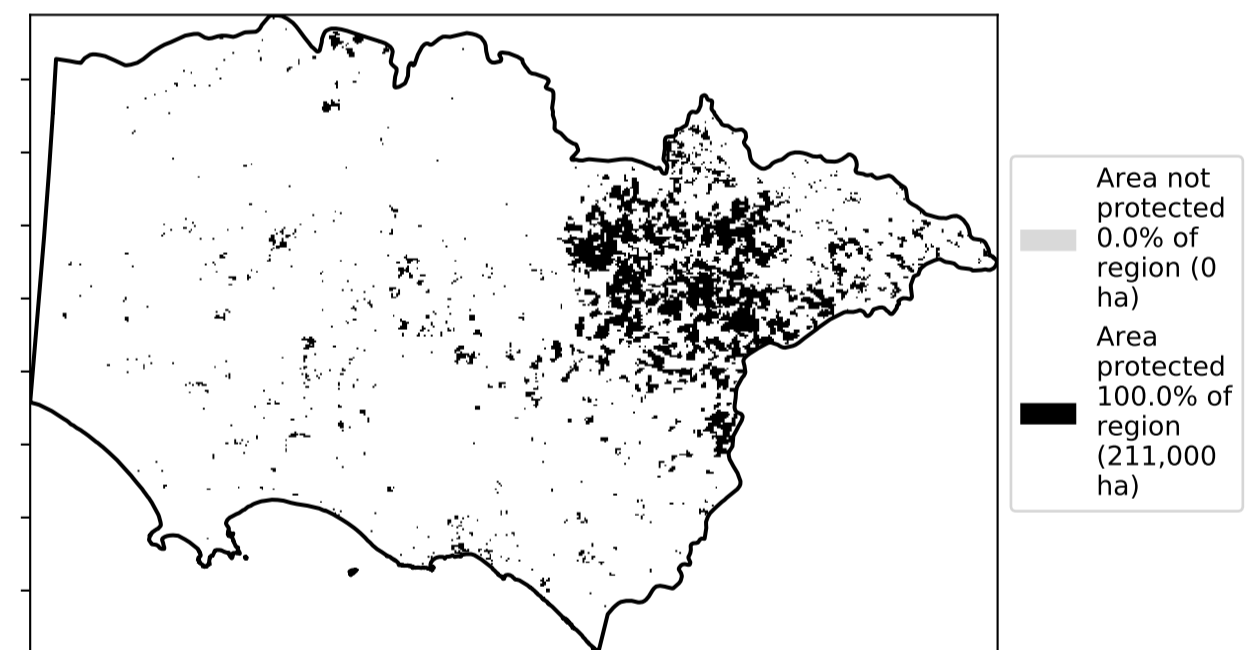 Area not
protected
0.0% of
region (0
ha)
Area
protected
100.0% of
region
(211,000
ha)